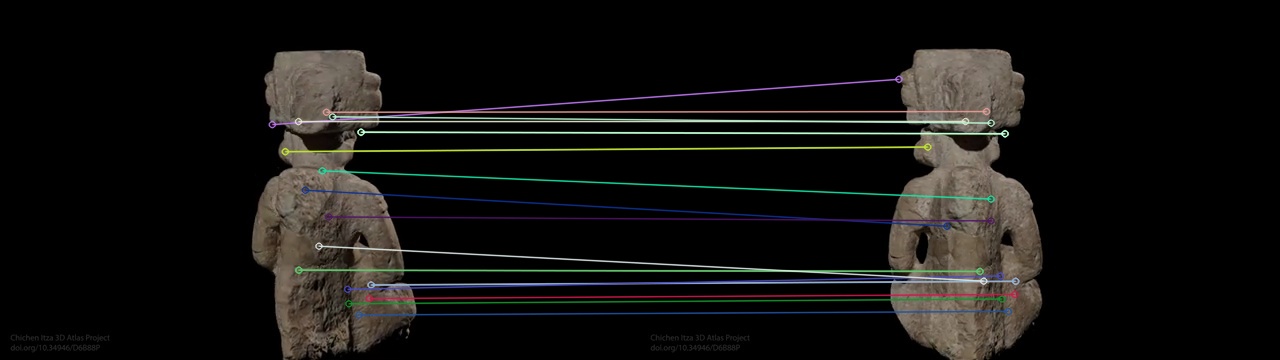 Chichen Itza 3D Atlas Project
doi.org/10.34946/D6B88P
Chichen Itza 3D Atlas Project
doi.org/10.34946/D6B88P